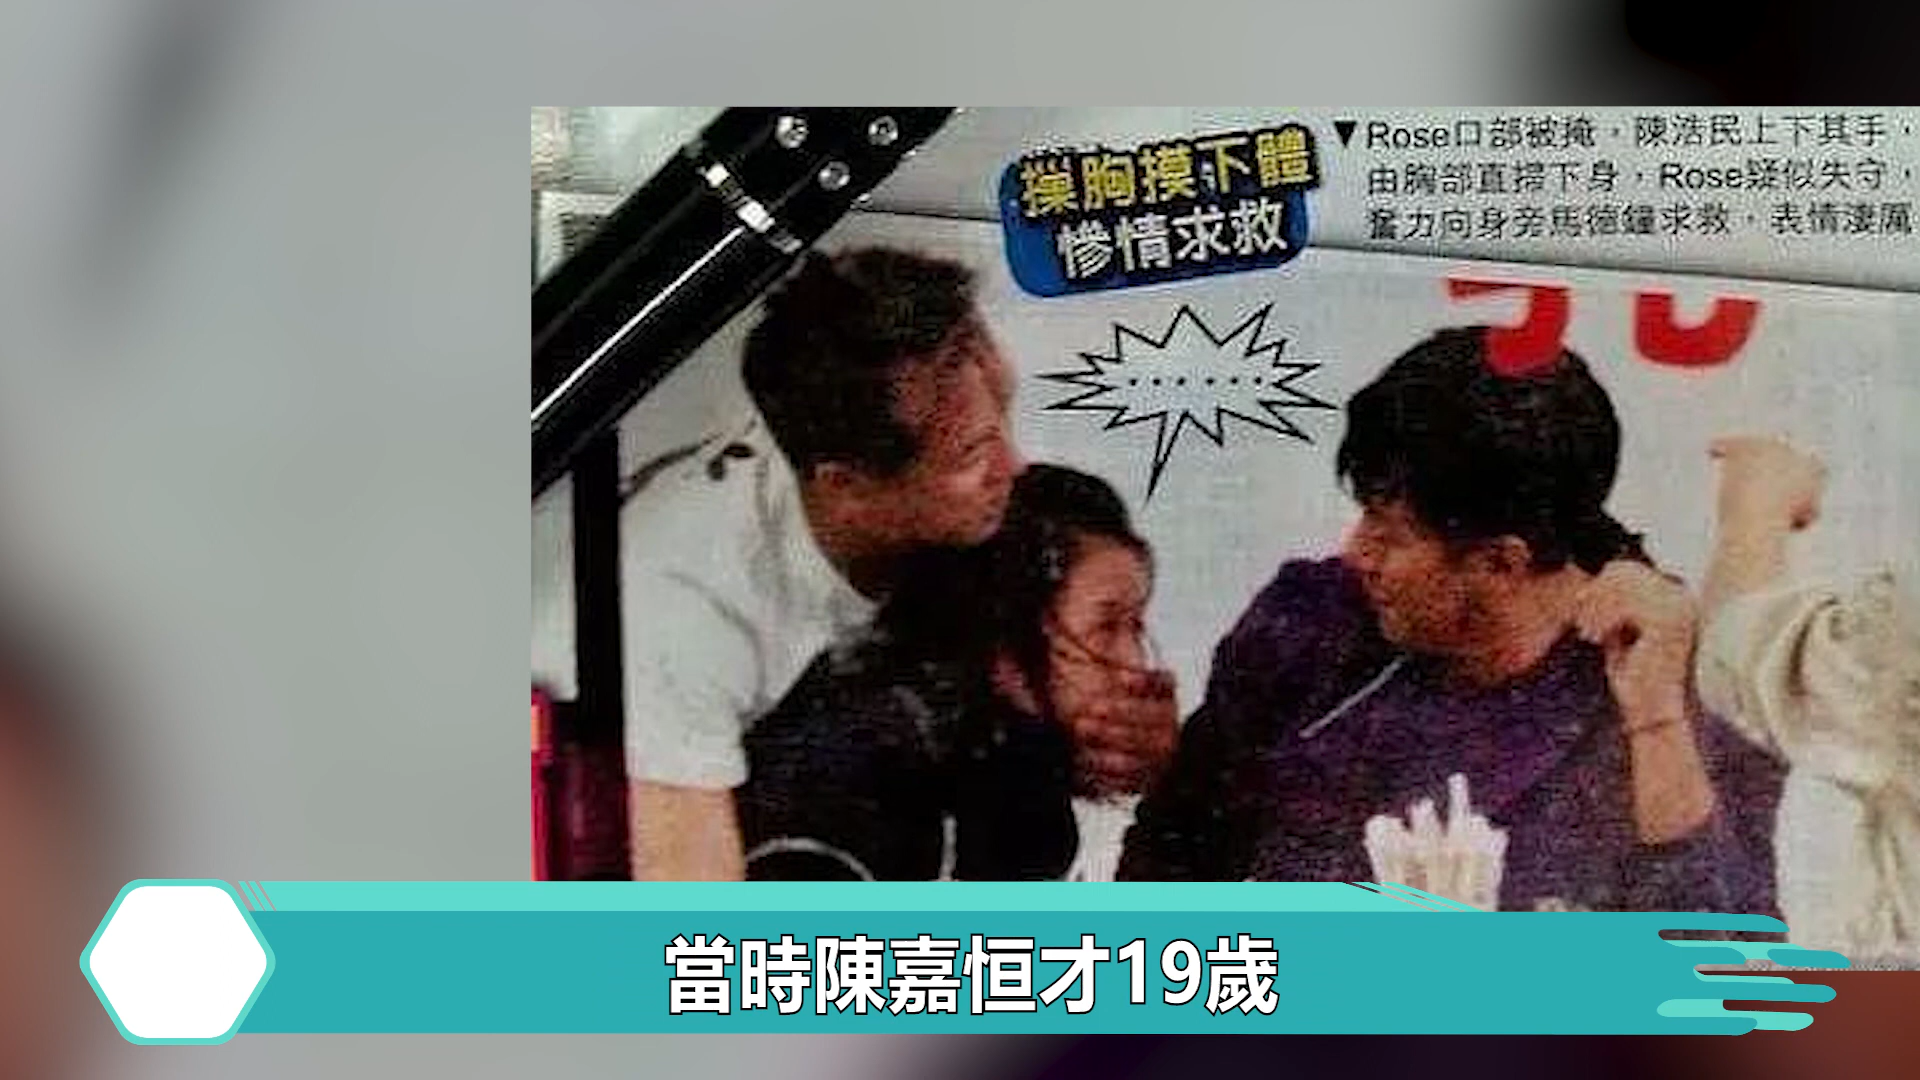 揼胸摸下體
慘情求救
▼Rose口部被掩，陳浩民上下其手，
由胸部直掃下身，Rose疑似失守，
奮力向身旁馬德鐘求救，表情淒厲
......
當時陳嘉恒才19歲